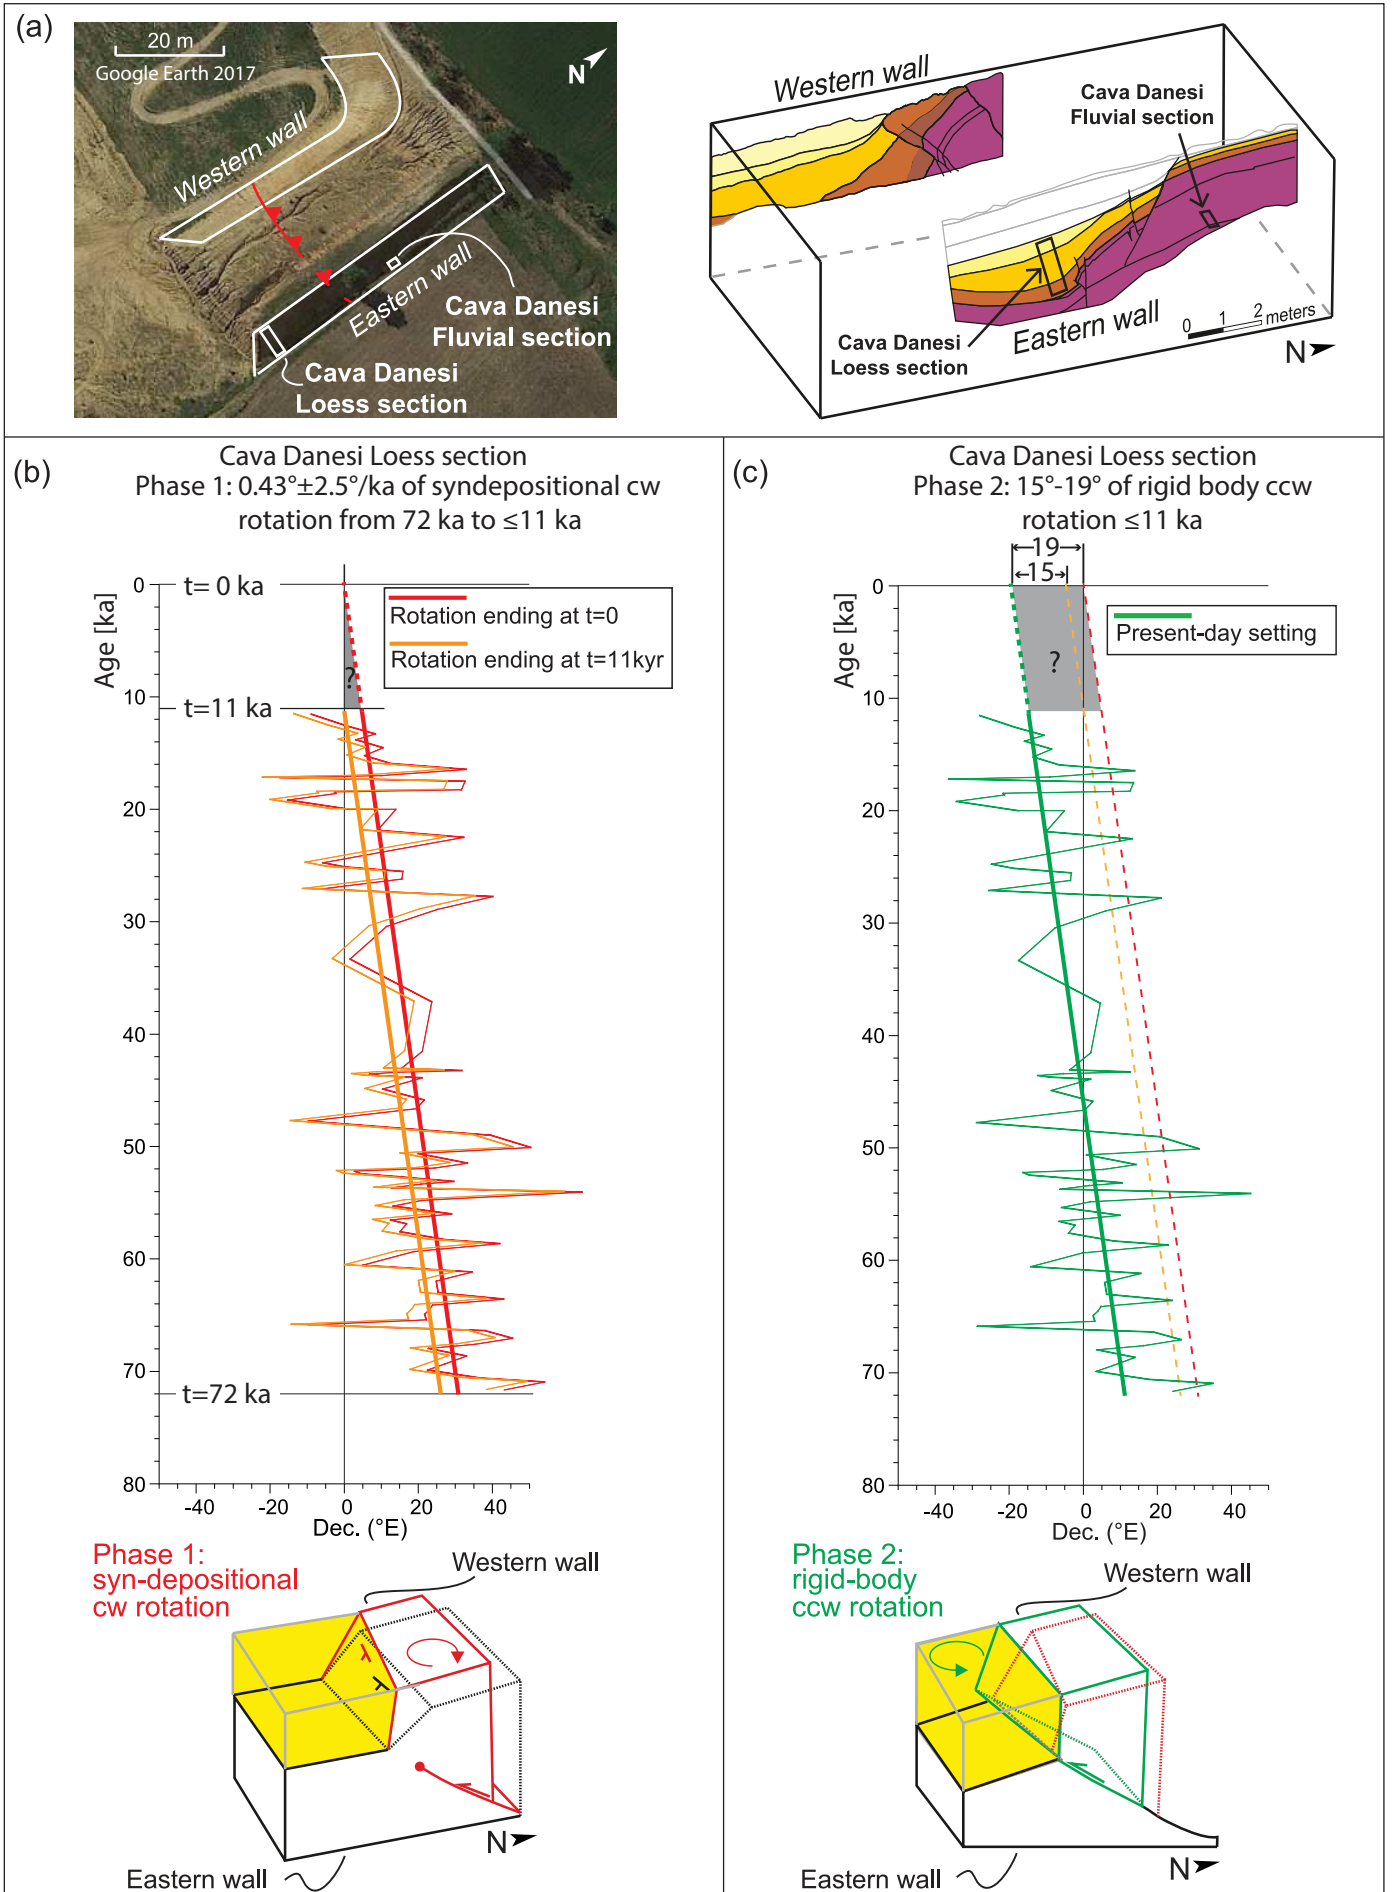 (a)
20 m
Google Earth 2017
N
Western wall
Eastern wall
Cava Danesi
Fluvial section
Cava Danesi
Loess section
Western wall
Cava Danesi
Fluvial section
Cava Danesi
Loess section
Eastern wall
0 1 2 meters
N
(b)
Cava Danesi Loess section
Phase 1: 0.43°±2.5°/ka of syndepositional cw
rotation from 72 ka to ≤11 ka
Age [ka]
0
10
20
30
40
50
60
70
80
t= 0 ka
t=11 ka
t=72 ka
?
Rotation ending at t=0
Rotation ending at t=11kyr
-40 -20 0 20 40
Dec. (°E)
Phase 1:
syn-depositional
cw rotation
Western wall
N
Eastern wall
(c)
Cava Danesi Loess section
Phase 2: 15°-19° of rigid body ccw
rotation ≤11 ka
19
15
Age [ka]
0
10
20
30
40
50
60
70
80
?
Present-day setting
-40 -20 0 20 40
Dec. (°E)
Phase 2:
rigid-body
ccw rotation
Western wall
N
Eastern wall